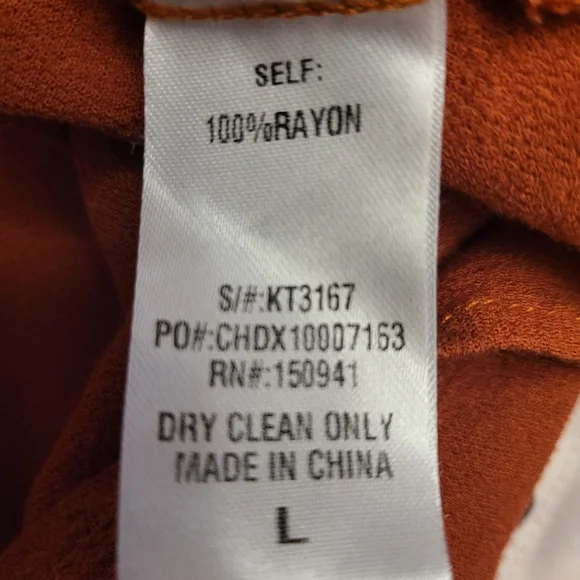 SELF:
100%RAYON
S/#:KT3167
PO#:CHDX10007163
RN#:150941
DRY CLEAN ONLY
MADE IN CHINA
L